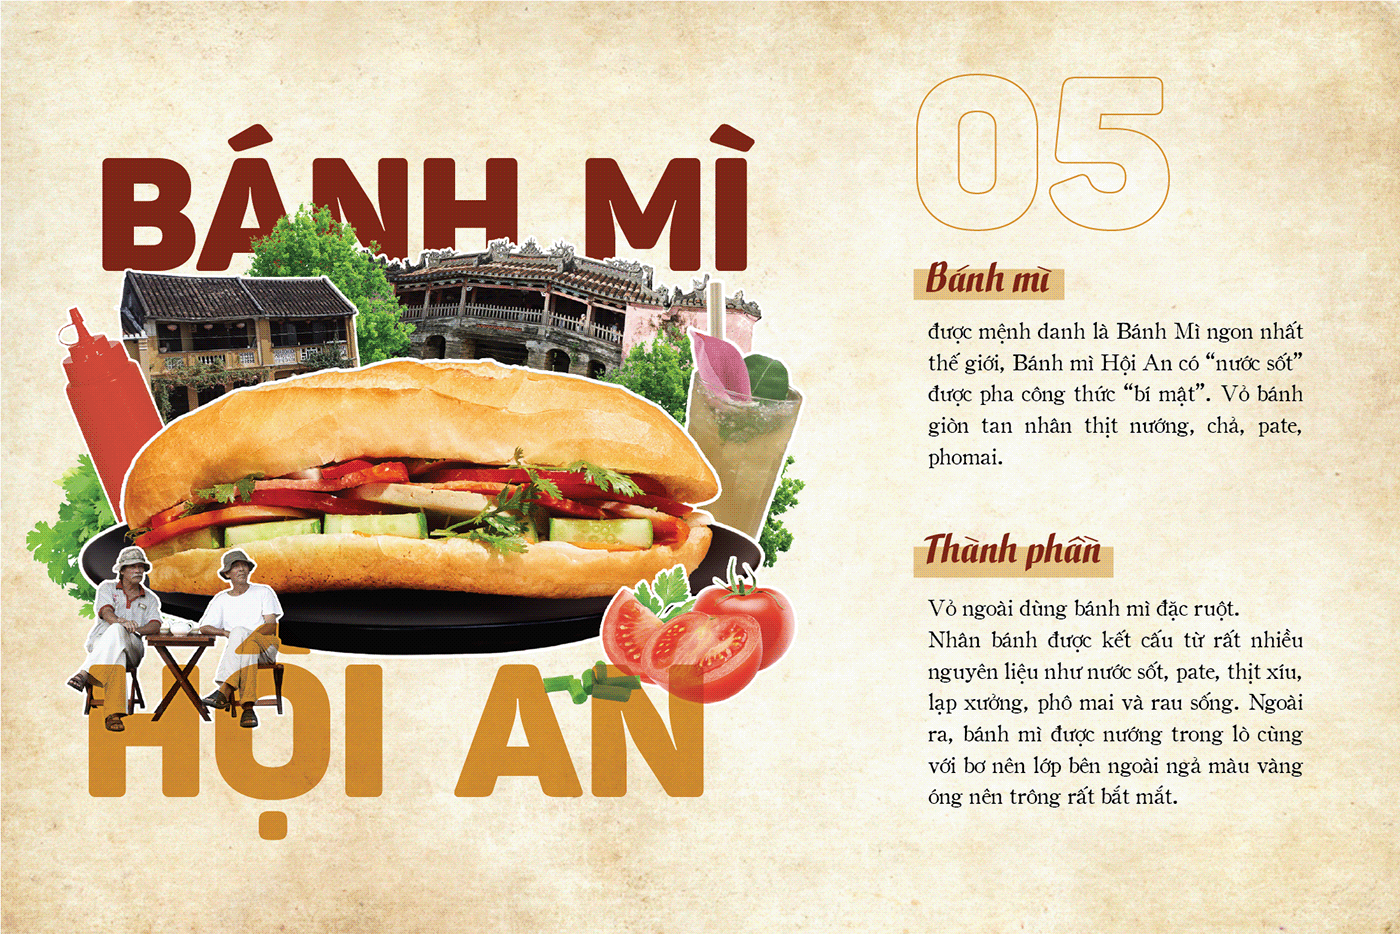 BÁNH MÌ
HỘI AN
05
Bánh mì
được mệnh danh là Bánh Mì ngon nhất
thế giới, Bánh mì Hội An có “nước sốt”
được pha công thức “bí mật”. Vỏ bánh
giòn tan nhân thịt nướng, chả, pate,
phomai.
Thành phần
Vỏ ngoài dùng bánh mì đặc ruột.
Nhân bánh được kết cấu từ rất nhiều
nguyên liệu như nước sốt, pate, thịt xíu,
lạp xưởng, phô mai và rau sống. Ngoài
ra, bánh mì được nướng trong lò cùng
với bơ nên lớp bên ngoài ngả màu vàng
óng nên trông rất bắt mắt.